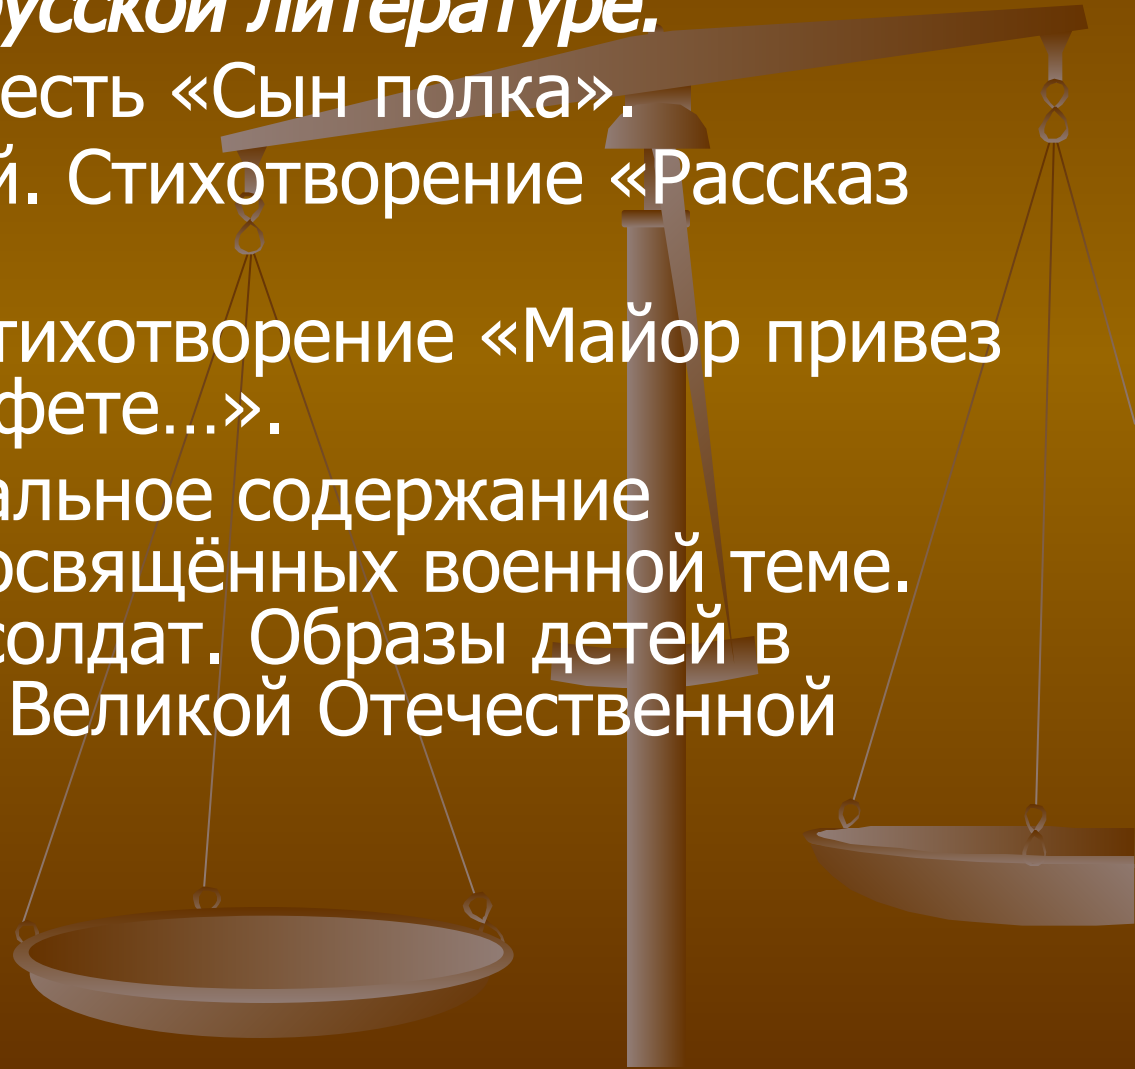 русской литературе.
есть «Сын полка».
й. Стихотворение «Рассказ
тихотворение «Майор привез
фете…».
альное содержание
освящённых военной теме.
солдат. Образы детей в
Великой Отечественной